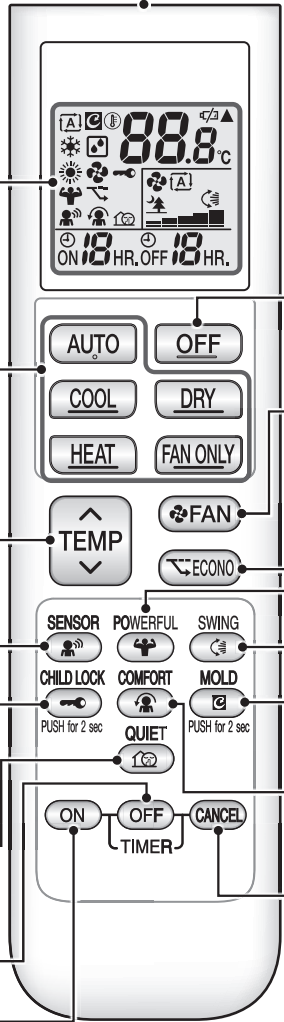 A
88.8°C
A
ON 18 HR. OFF 18 HR.
AUTO OFF
COOL DRY
HEAT FAN ONLY
TEMP
FAN
ECONO
SENSOR POWERFUL SWING
CHILD LOCK COMFORT MOLD
PUSH for 2 sec PUSH for 2 sec
QUIET
ON OFF CANCEL
TIMER